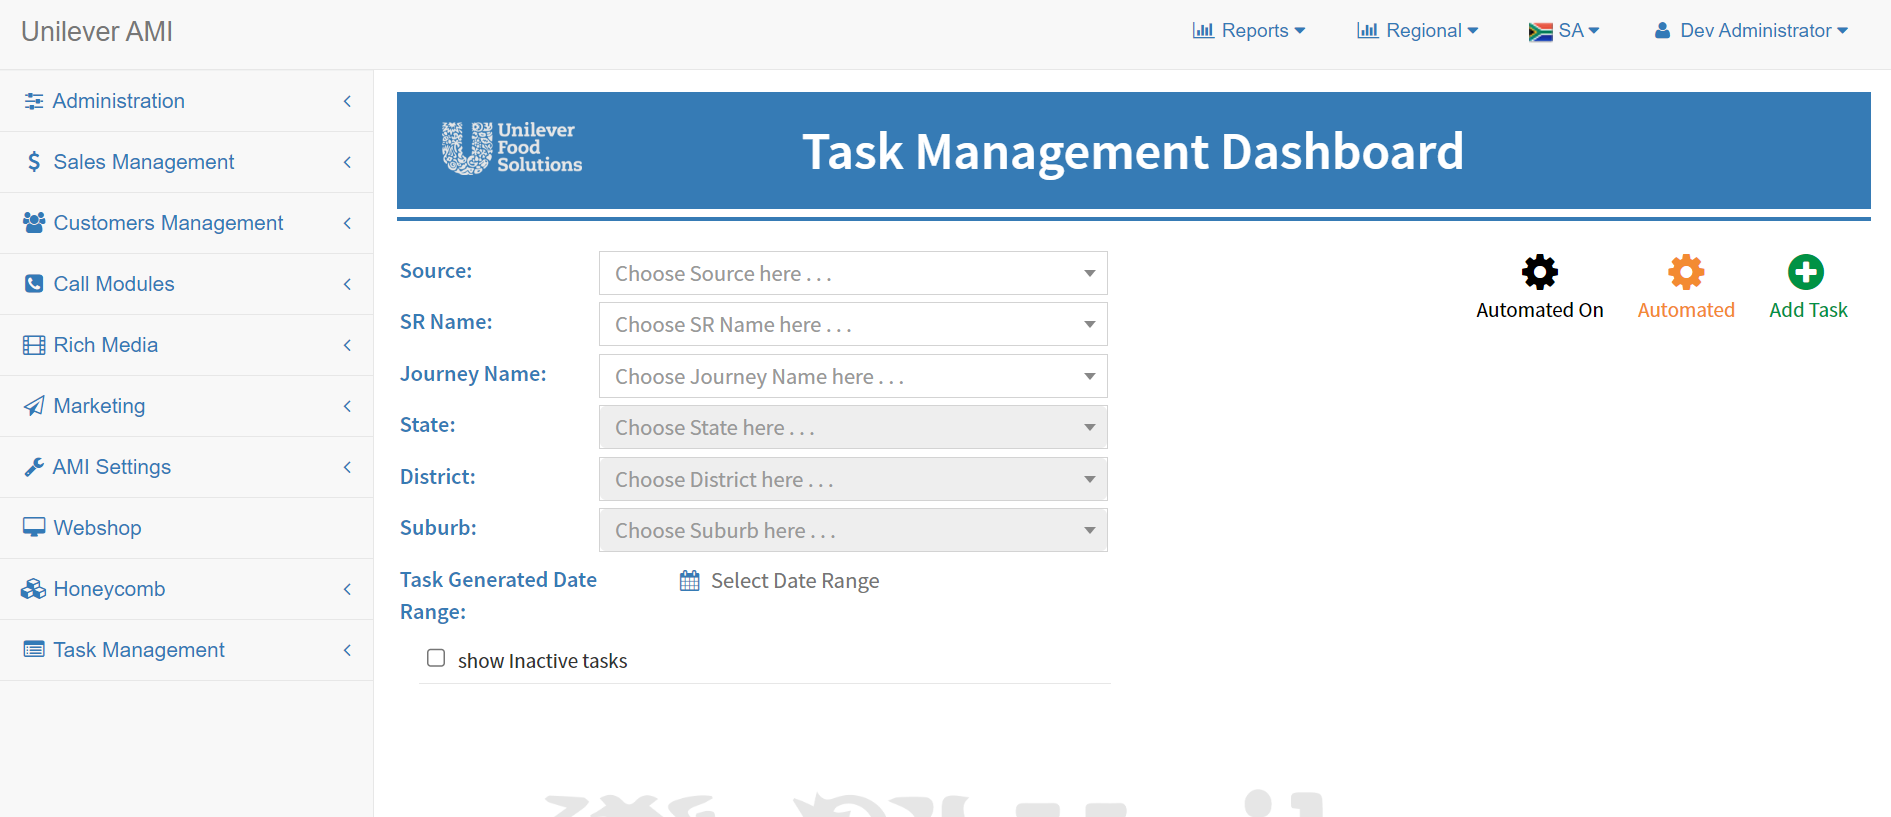 Unilever AMI
Reports
Regional
SA
Dev Administrator
Administration
Sales Management
Customers Management
Call Modules
Rich Media
Marketing
AMI Settings
Webshop
Honeycomb
Task Management
Unilever
Food
Solutions
Task Management Dashboard
Source:
Choose Source here . . .
SR Name:
Choose SR Name here . . .
Journey Name:
Choose Journey Name here . . .
State:
Choose State here . . .
District:
Choose District here . . .
Suburb:
Choose Suburb here . . .
Task Generated Date
Range:
Select Date Range
show Inactive tasks
Automated On
Automated
Add Task